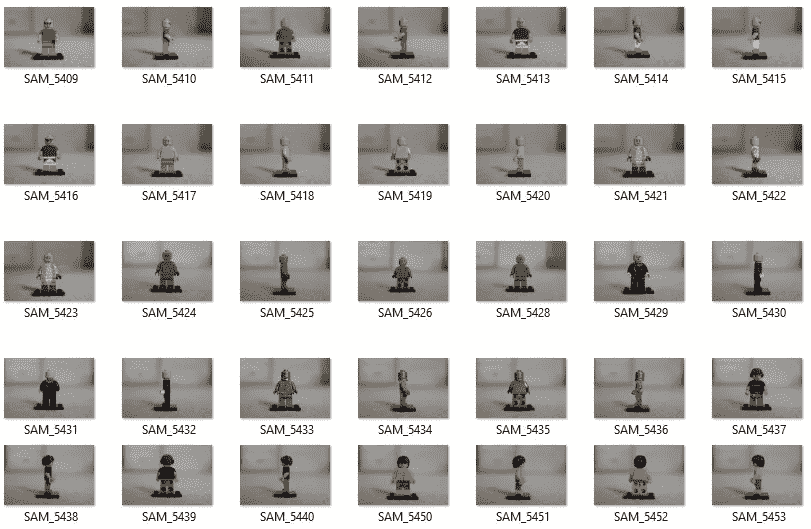 SAM_5409 SAM_5410 SAM_5411 SAM_5412 SAM_5413 SAM_5414 SAM_5415
SAM_5416 SAM_5417 SAM_5418 SAM_5419 SAM_5420 SAM_5421 SAM_5422
SAM_5423 SAM_5424 SAM_5425 SAM_5426 SAM_5428 SAM_5429 SAM_5430
SAM_5431 SAM_5432 SAM_5433 SAM_5434 SAM_5435 SAM_5436 SAM_5437
SAM_5438 SAM_5439 SAM_5440 SAM_5450 SAM_5451 SAM_5452 SAM_5453